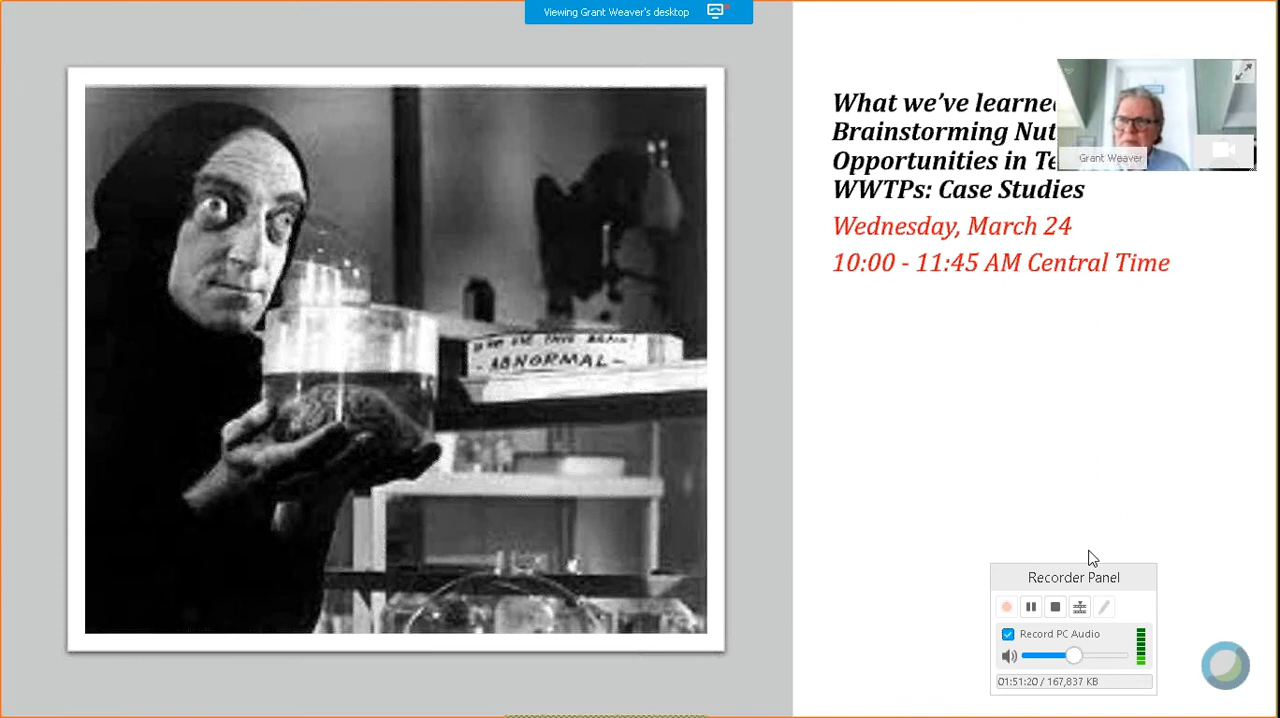 Viewing Grant Weaver's desktop
What we've learned
Brainstorming Nut
Opportunities in Te
WWTPs: Case Studies
Wednesday, March 24
10:00 - 11:45 AM Central Time
Grant Weaver
ABNORMAL
Recorder Panel
Record PC Audio
01:51:20 / 167,837 KB